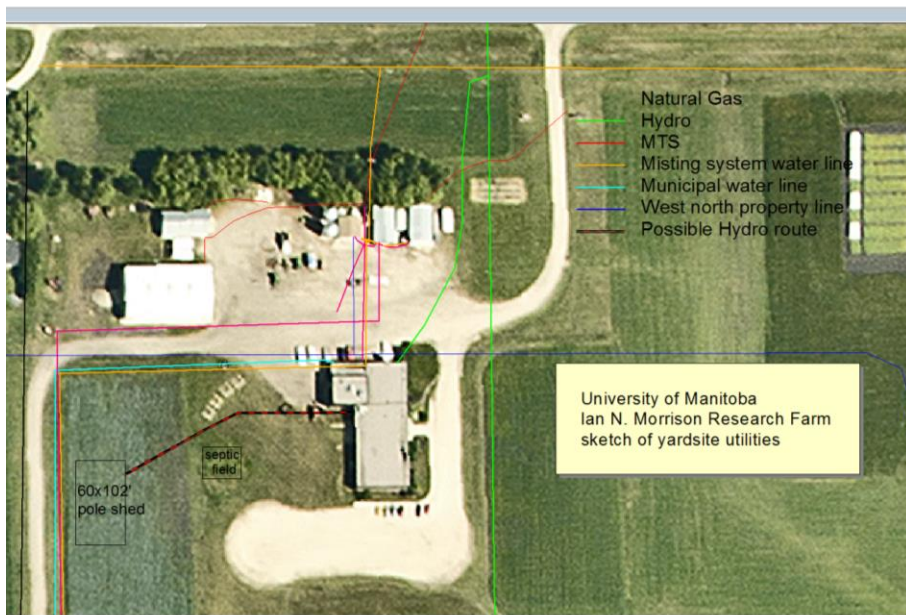 Natural Gas
Hydro
MTS
Misting system water line
Municipal water line
West north property line
Possible Hydro route
University of Manitoba
Ian N. Morrison Research Farm
sketch of yardsite utilities
septic
field
60x102'
pole shed